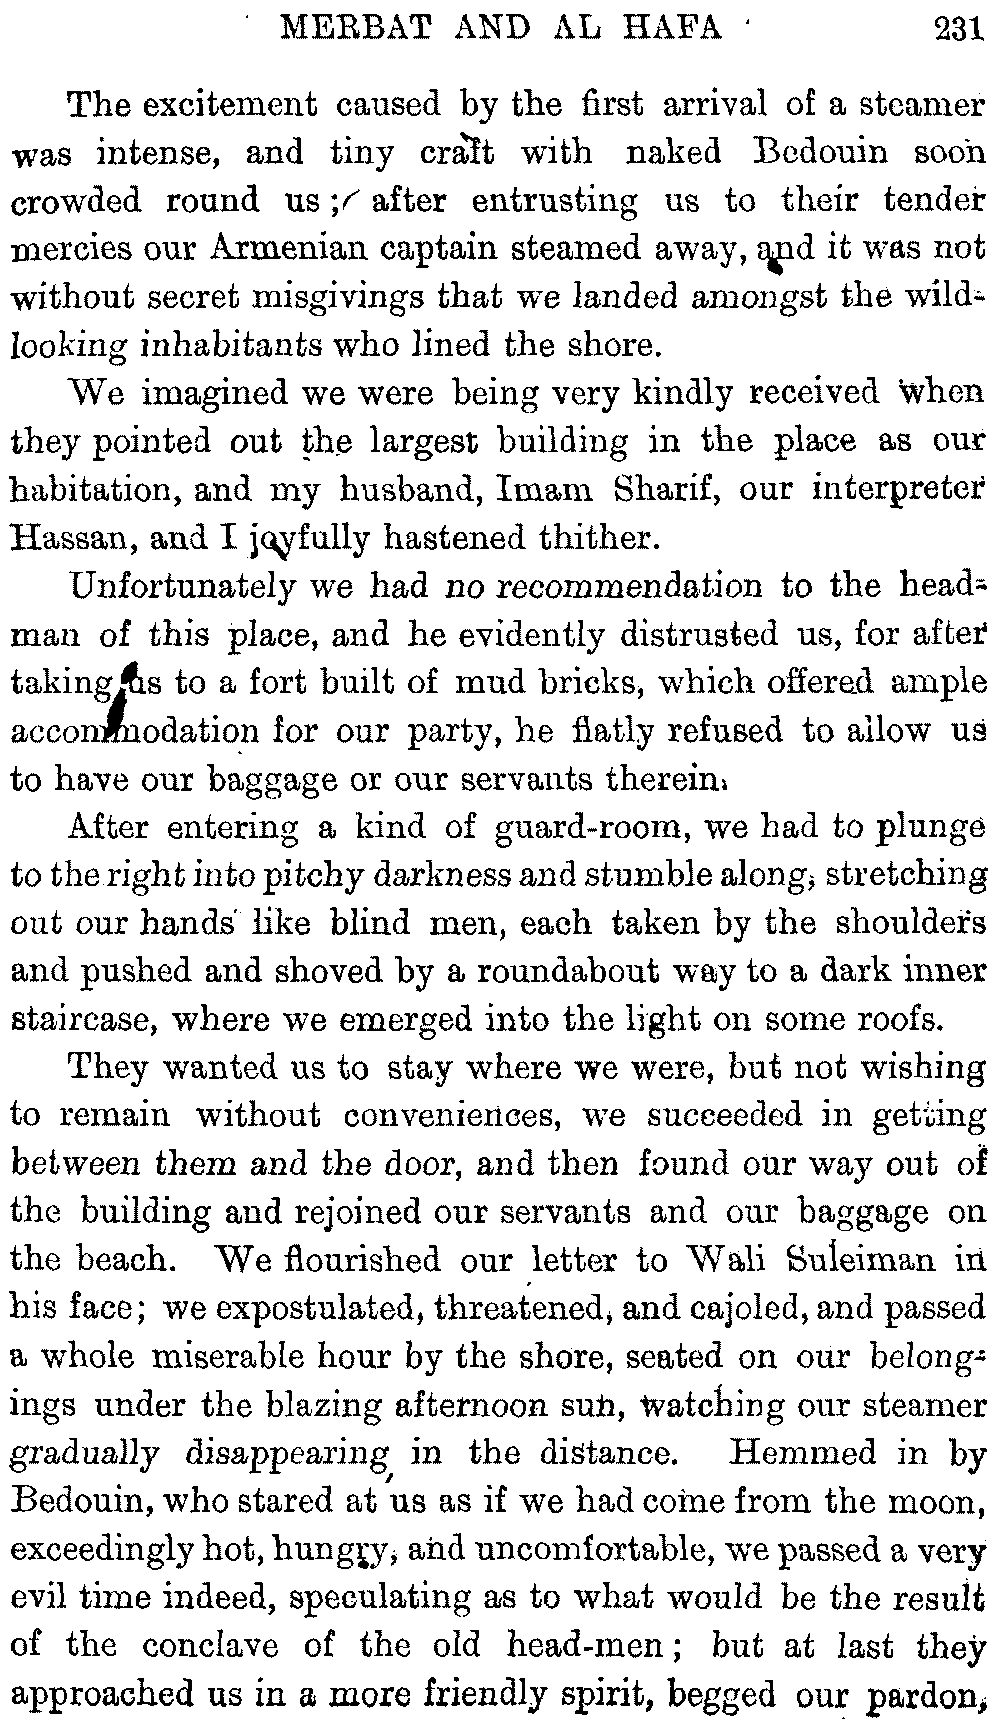 MERBAT AND AL HAFA 231
The excitement caused by the first arrival of a steamer
was intense, and tiny craft with naked Bedouin soon
crowded round us; after entrusting us to their tender
mercies our Armenian captain steamed away, and it was not
without secret misgivings that we landed amongst the wild-
looking inhabitants who lined the shore.
We imagined we were being very kindly received when
they pointed out the largest building in the place as our
habitation, and my husband, Imam Sharif, our interpreter
Hassan, and I joyfully hastened thither.
Unfortunately we had no recommendation to the head-
man of this place, and he evidently distrusted us, for after
taking us to a fort built of mud bricks, which offered ample
accommodation for our party, he flatly refused to allow us
to have our baggage or our servants therein.
After entering a kind of guard-room, we had to plunge
to the right into pitchy darkness and stumble along, stretching
out our hands like blind men, each taken by the shoulders
and pushed and shoved by a roundabout way to a dark inner
staircase, where we emerged into the light on some roofs.
They wanted us to stay where we were, but not wishing
to remain without conveniences, we succeeded in getting
between them and the door, and then found our way out of
the building and rejoined our servants and our baggage on
the beach. We flourished our letter to Wali Suleiman in
his face; we expostulated, threatened, and cajoled, and passed
a whole miserable hour by the shore, seated on our belong-
ings under the blazing afternoon sun, watching our steamer
gradually disappearing in the distance. Hemmed in by
Bedouin, who stared at us as if we had come from the moon,
exceedingly hot, hungry, and uncomfortable, we passed a very
evil time indeed, speculating as to what would be the result
of the conclave of the old head-men; but at last they
approached us in a more friendly spirit, begged our pardon,